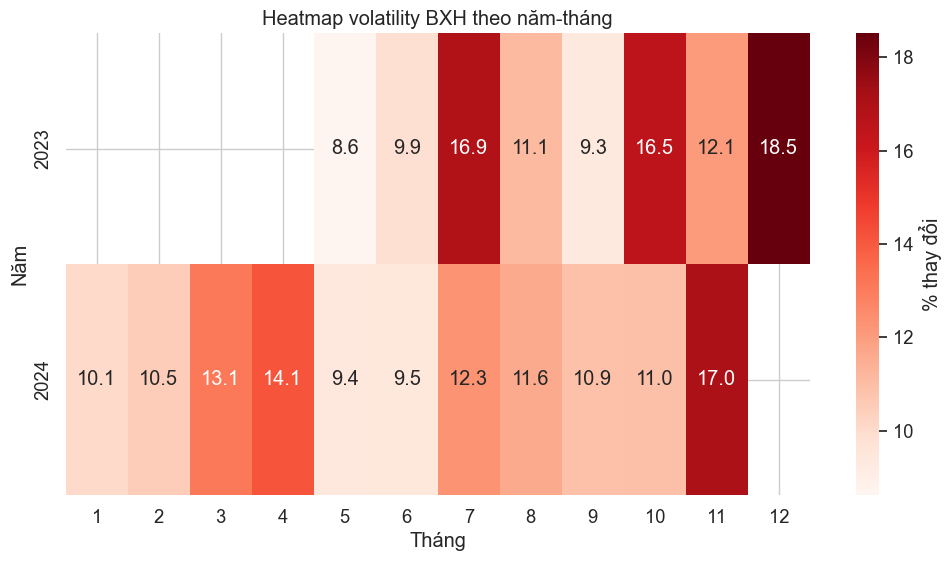 Heatmap volatility BXH theo năm-tháng
2023
8.6 9.9 16.9 11.1 9.3 16.5 12.1 18.5
Năm
2024
10.1 10.5 13.1 14.1 9.4 9.5 12.3 11.6 10.9 11.0 17.0
1 2 3 4 5 6 7 8 9 10 11 12
Tháng
18
16
14
12
10
% thay đổi